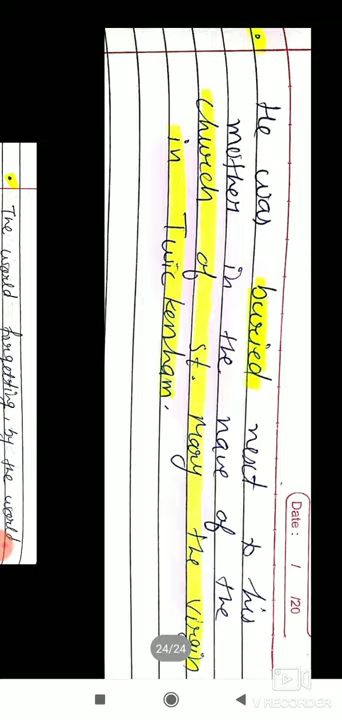 Date : / /20
• He was buried next to his
mother in the nave of the
church of St. Mary the virgin
in Twickenham.
• The world forgetting, by the world
24/24
V RECORDER